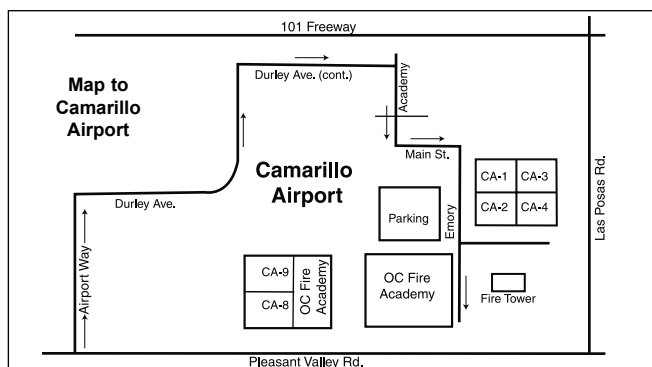 101 Freeway
Map to
Camarillo
Airport
Durley Ave. (cont.)
Academy
Main St.
Camarillo
Airport
CA-1
CA-3
CA-2
CA-4
Las Posas Rd.
Durley Ave.
Parking
Emory
Airport Way
CA-9
CA-8
OC Fire
Academy
OC Fire
Academy
Fire Tower
Pleasant Valley Rd.